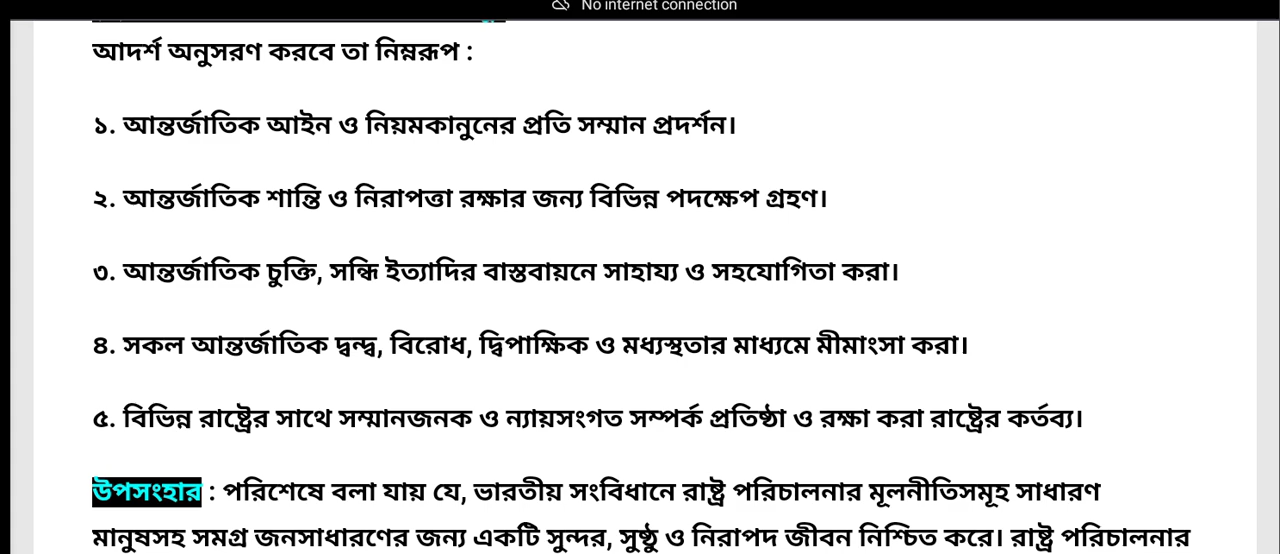 No internet connection
আদর্শ অনুসরণ করবে তা নিম্নরূপ :
১. আন্তর্জাতিক আইন ও নিয়মকানুনের প্রতি সম্মান প্রদর্শন।
২. আন্তর্জাতিক শান্তি ও নিরাপত্তা রক্ষার জন্য বিভিন্ন পদক্ষেপ গ্রহণ।
৩. আন্তর্জাতিক চুক্তি, সন্ধি ইত্যাদির বাস্তবায়নে সাহায্য ও সহযোগিতা করা।
৪. সকল আন্তর্জাতিক দ্বন্দ্ব, বিরোধ, দ্বিপাক্ষিক ও মধ্যস্থতার মাধ্যমে মীমাংসা করা।
৫. বিভিন্ন রাষ্ট্রের সাথে সম্মানজনক ও ন্যায়সংগত সম্পর্ক প্রতিষ্ঠা ও রক্ষা করা রাষ্ট্রের কর্তব্য।
উপসংহার : পরিশেষে বলা যায় যে, ভারতীয় সংবিধানে রাষ্ট্র পরিচালনার মূলনীতিসমূহ সাধারণ
মানুষসহ সমগ্র জনসাধারণের জন্য একটি সুন্দর, সুষ্ঠু ও নিরাপদ জীবন নিশ্চিত করে। রাষ্ট্র পরিচালনার